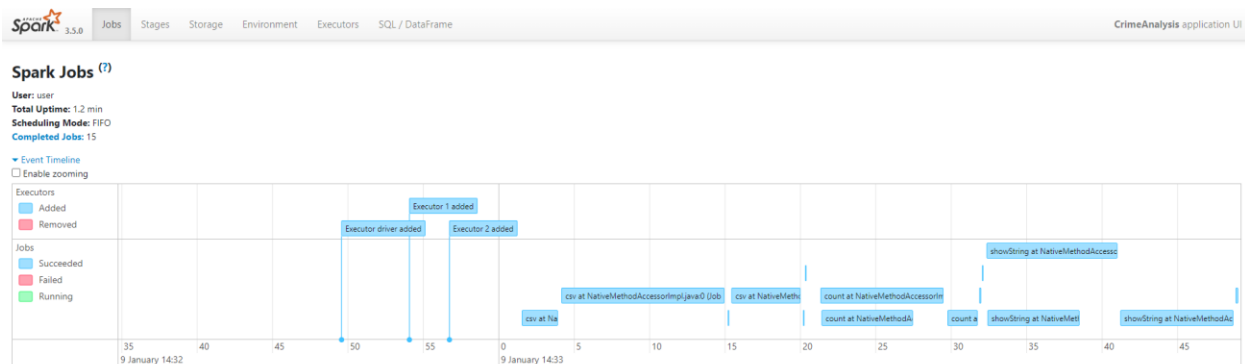 APACHE
Spark 3.5.0 Jobs Stages Storage Environment Executors SQL / DataFrame CrimeAnalysis application UI
Spark Jobs (?)
User: user
Total Uptime: 1.2 min
Scheduling Mode: FIFO
Completed Jobs: 15
Event Timeline
Enable zooming
Executors
Added
Removed
Executor 1 added
Executor driver added Executor 2 added
Jobs
Succeeded
Failed
Running
showString at NativeMethodAccesso
csv at NativeMethodAccessorImpl.java:0 (Job csv at NativeMetho count at NativeMethodAccessorIm
csv at Na count at NativeMethodA count a showString at NativeMet showString at NativeMethodAc
35 40 45 50 55 0 5 10 15 20 25 30 35 40 45
9 January 14:32 9 January 14:33